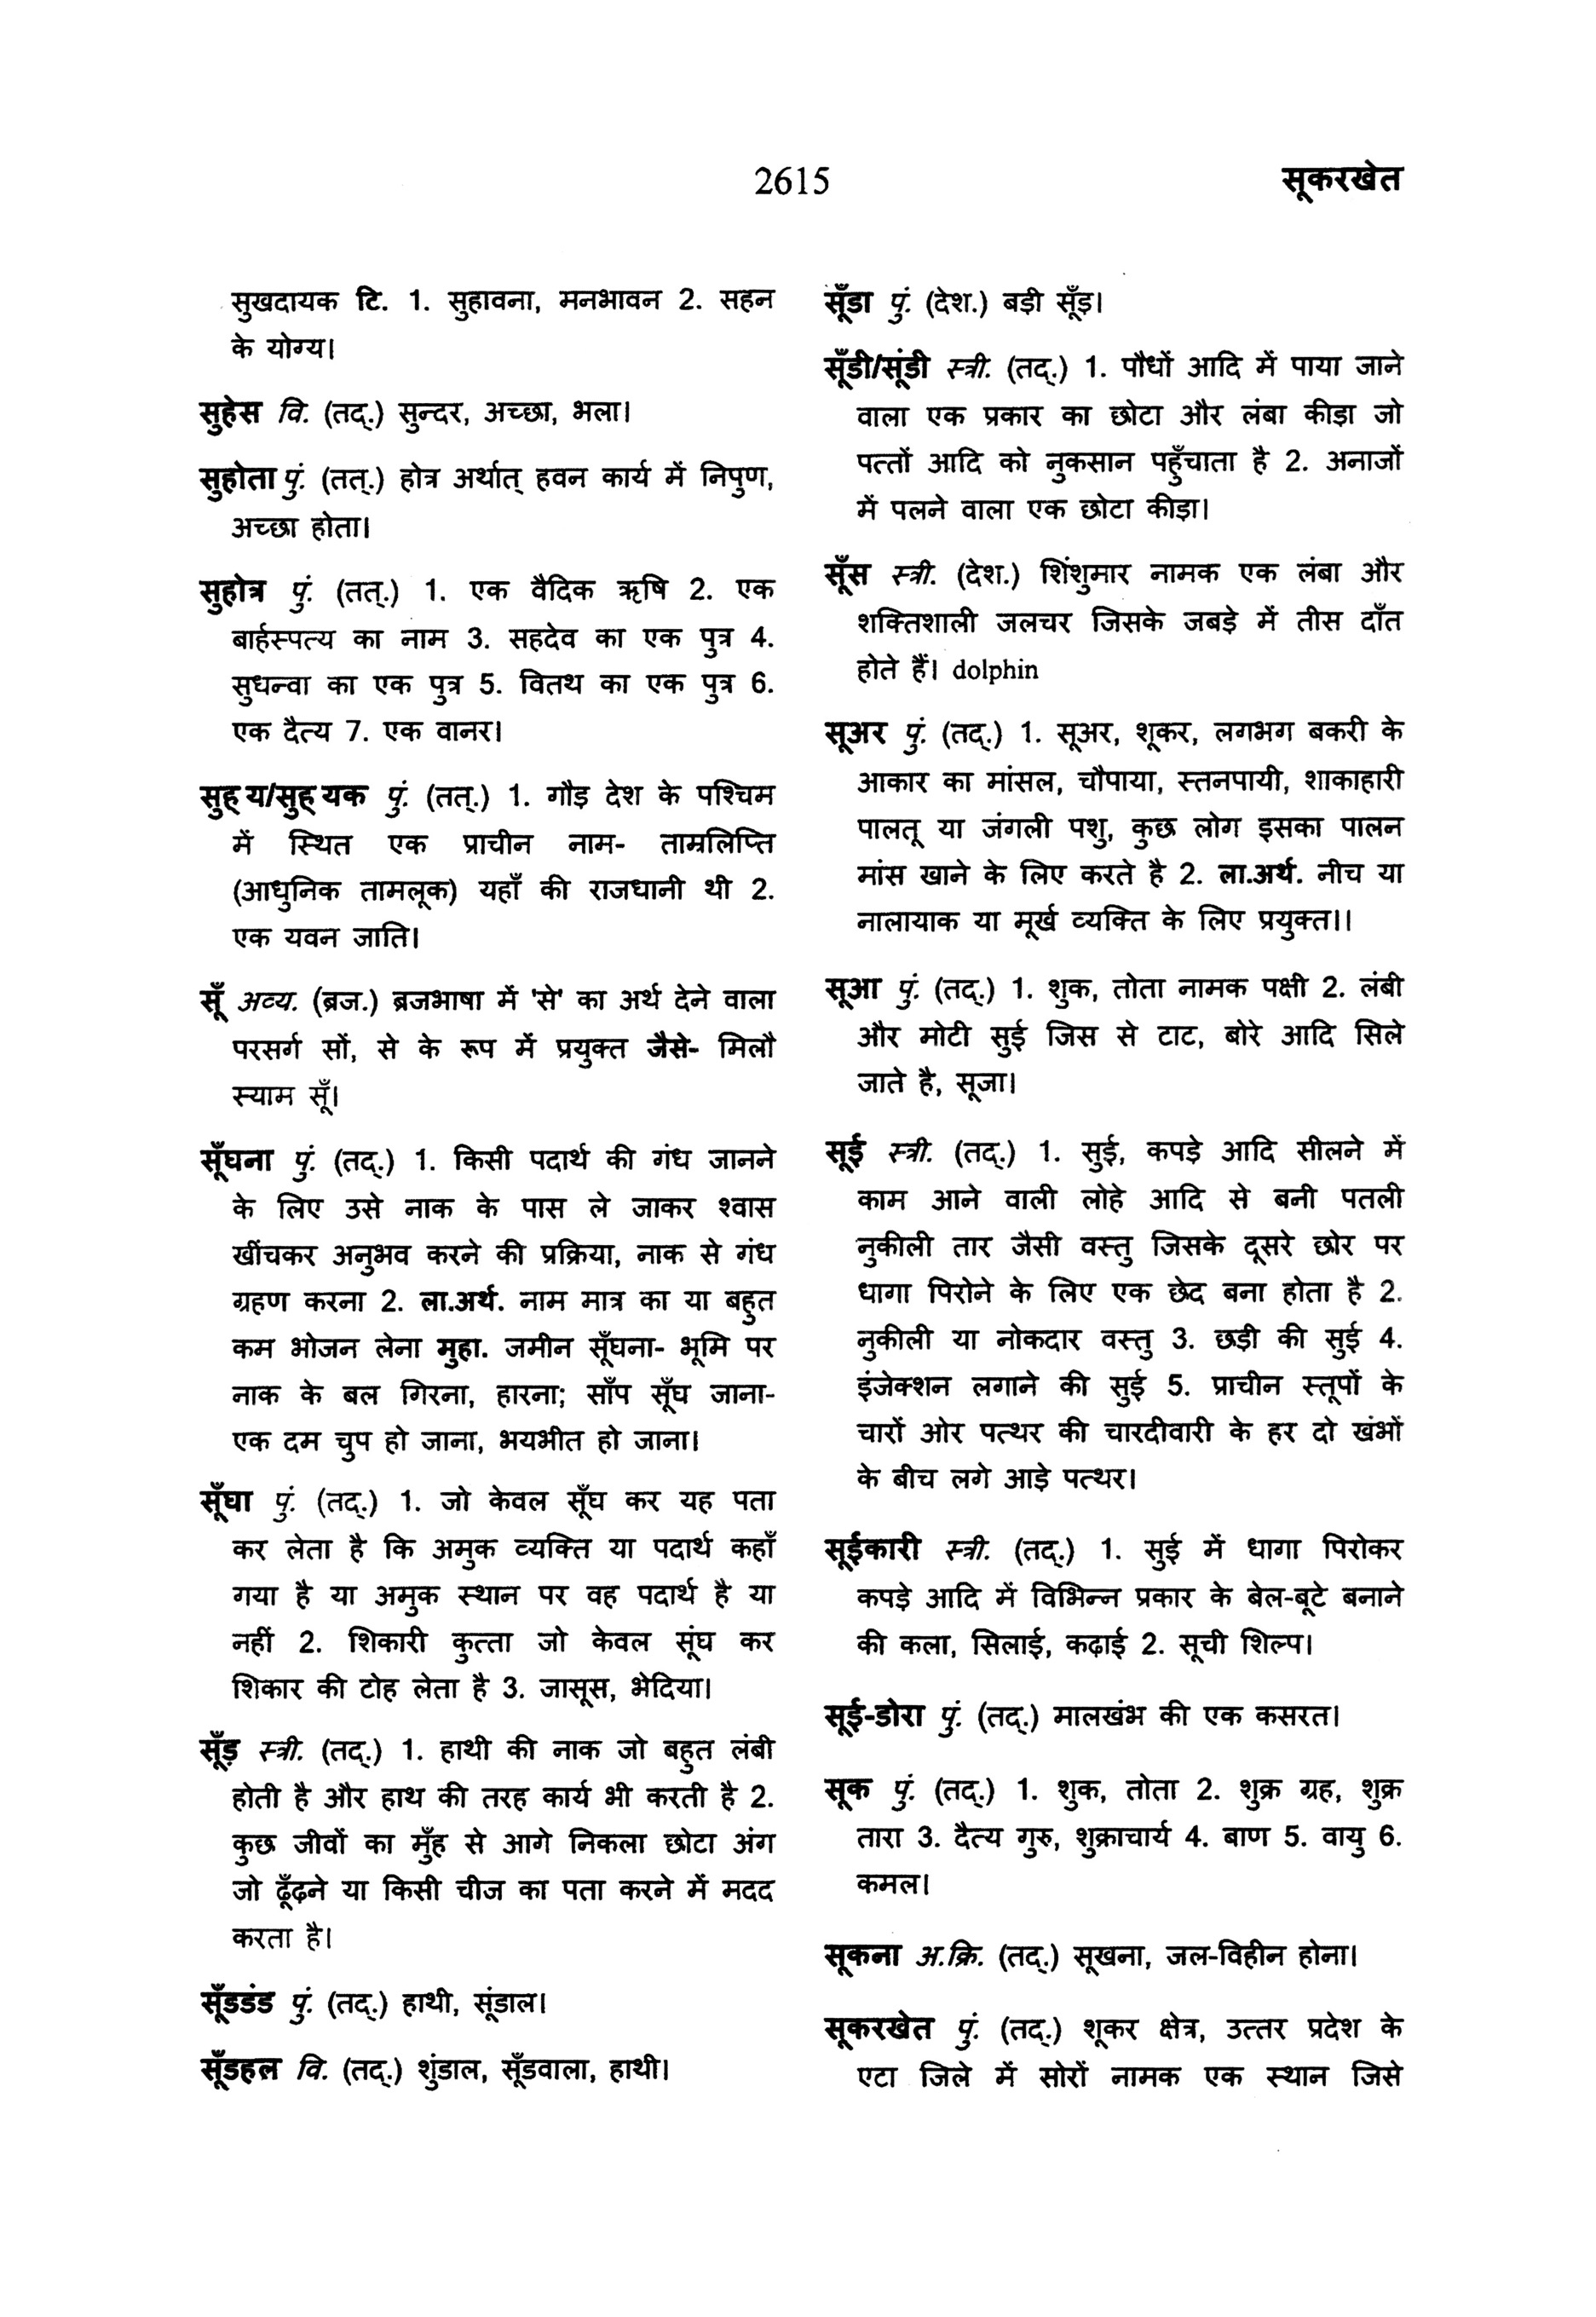 2615
सूकरखेत
सुखदायक टि. 1. सुहावना, मनभावन 2. सहन
के योग्य।
सुहेस वि. (तद्.) सुन्दर, अच्छा, भला।
सुहोता पुं. (तत्.) होत्र अर्थात् हवन कार्य में निपुण,
अच्छा होता।
सुहोत्र पुं. (तत्.) 1. एक वैदिक ऋषि 2. एक
बार्हस्पत्य का नाम 3. सहदेव का एक पुत्र 4.
सुधन्वा का एक पुत्र 5. वितथ का एक पुत्र 6.
एक दैत्य 7. एक वानर।
सुह्‌य/सुह्‌यक पुं. (तत्.) 1. गौड़ देश के पश्चिम
में स्थित एक प्राचीन नाम- ताम्रलिप्ति
(आधुनिक तामलूक) यहाँ की राजधानी थी 2.
एक यवन जाति।
सूँ अव्य. (ब्रज.) ब्रजभाषा में 'से' का अर्थ देने वाला
परसर्ग सों, से के रूप में प्रयुक्त जैसे- मिलौ
स्याम सूँ।
सूँघना पुं. (तद्.) 1. किसी पदार्थ की गंध जानने
के लिए उसे नाक के पास ले जाकर श्वास
खींचकर अनुभव करने की प्रक्रिया, नाक से गंध
ग्रहण करना 2. ला.अर्थ. नाम मात्र का या बहुत
कम भोजन लेना मुहा. जमीन सूँघना- भूमि पर
नाक के बल गिरना, हारना; साँप सूँघ जाना-
एक दम चुप हो जाना, भयभीत हो जाना।
सूँघा पुं. (तद्.) 1. जो केवल सूँघ कर यह पता
कर लेता है कि अमुक व्यक्ति या पदार्थ कहाँ
गया है या अमुक स्थान पर वह पदार्थ है या
नहीं 2. शिकारी कुत्ता जो केवल सूंघ कर
शिकार की टोह लेता है 3. जासूस, भेदिया।
सूँड़ स्त्री. (तद्.) 1. हाथी की नाक जो बहुत लंबी
होती है और हाथ की तरह कार्य भी करती है 2.
कुछ जीवों का मुँह से आगे निकला छोटा अंग
जो ढूँढ़ने या किसी चीज का पता करने में मदद
करता है।
सूँडडंड पुं. (तद्.) हाथी, सूंडाल।
सूँडहल वि. (तद्.) शुंडाल, सूँडवाला, हाथी।
सूँडा पुं. (देश.) बड़ी सूँड़।
सूँडी/सूंडी स्त्री. (तद्.) 1. पौधों आदि में पाया जाने
वाला एक प्रकार का छोटा और लंबा कीड़ा जो
पत्तों आदि को नुकसान पहुँचाता है 2. अनाजों
में पलने वाला एक छोटा कीड़ा।
सूँस स्त्री. (देश.) शिंशुमार नामक एक लंबा और
शक्तिशाली जलचर जिसके जबड़े में तीस दाँत
होते हैं। dolphin
सूअर पुं. (तद्.) 1. सूअर, शूकर, लगभग बकरी के
आकार का मांसल, चौपाया, स्तनपायी, शाकाहारी
पालतू या जंगली पशु, कुछ लोग इसका पालन
मांस खाने के लिए करते है 2. ला.अर्थ. नीच या
नालायाक या मूर्ख व्यक्ति के लिए प्रयुक्त।।
सूआ पुं. (तद्.) 1. शुक, तोता नामक पक्षी 2. लंबी
और मोटी सुई जिस से टाट, बोरे आदि सिले
जाते है, सूजा।
सूई स्त्री. (तद्.) 1. सुई, कपड़े आदि सीलने में
काम आने वाली लोहे आदि से बनी पतली
नुकीली तार जैसी वस्तु जिसके दूसरे छोर पर
धागा पिरोने के लिए एक छेद बना होता है 2.
नुकीली या नोकदार वस्तु 3. छड़ी की सुई 4.
इंजेक्शन लगाने की सुई 5. प्राचीन स्तूपों के
चारों ओर पत्थर की चारदीवारी के हर दो खंभों
के बीच लगे आड़े पत्थर।
सूईकारी स्त्री. (तद्.) 1. सुई में धागा पिरोकर
कपड़े आदि में विभिन्न प्रकार के बेल-बूटे बनाने
की कला, सिलाई, कढ़ाई 2. सूची शिल्प।
सूई-डोरा पुं. (तद्.) मालखंभ की एक कसरत।
सूक पुं. (तद्.) 1. शुक, तोता 2. शुक्र ग्रह, शुक्र
तारा 3. दैत्य गुरु, शुक्राचार्य 4. बाण 5. वायु 6.
कमल।
सूकना अ.क्रि. (तद्.) सूखना, जल-विहीन होना।
सूकरखेत पुं. (तद्.) शूकर क्षेत्र, उत्तर प्रदेश के
एटा जिले में सोरों नामक एक स्थान जिसे